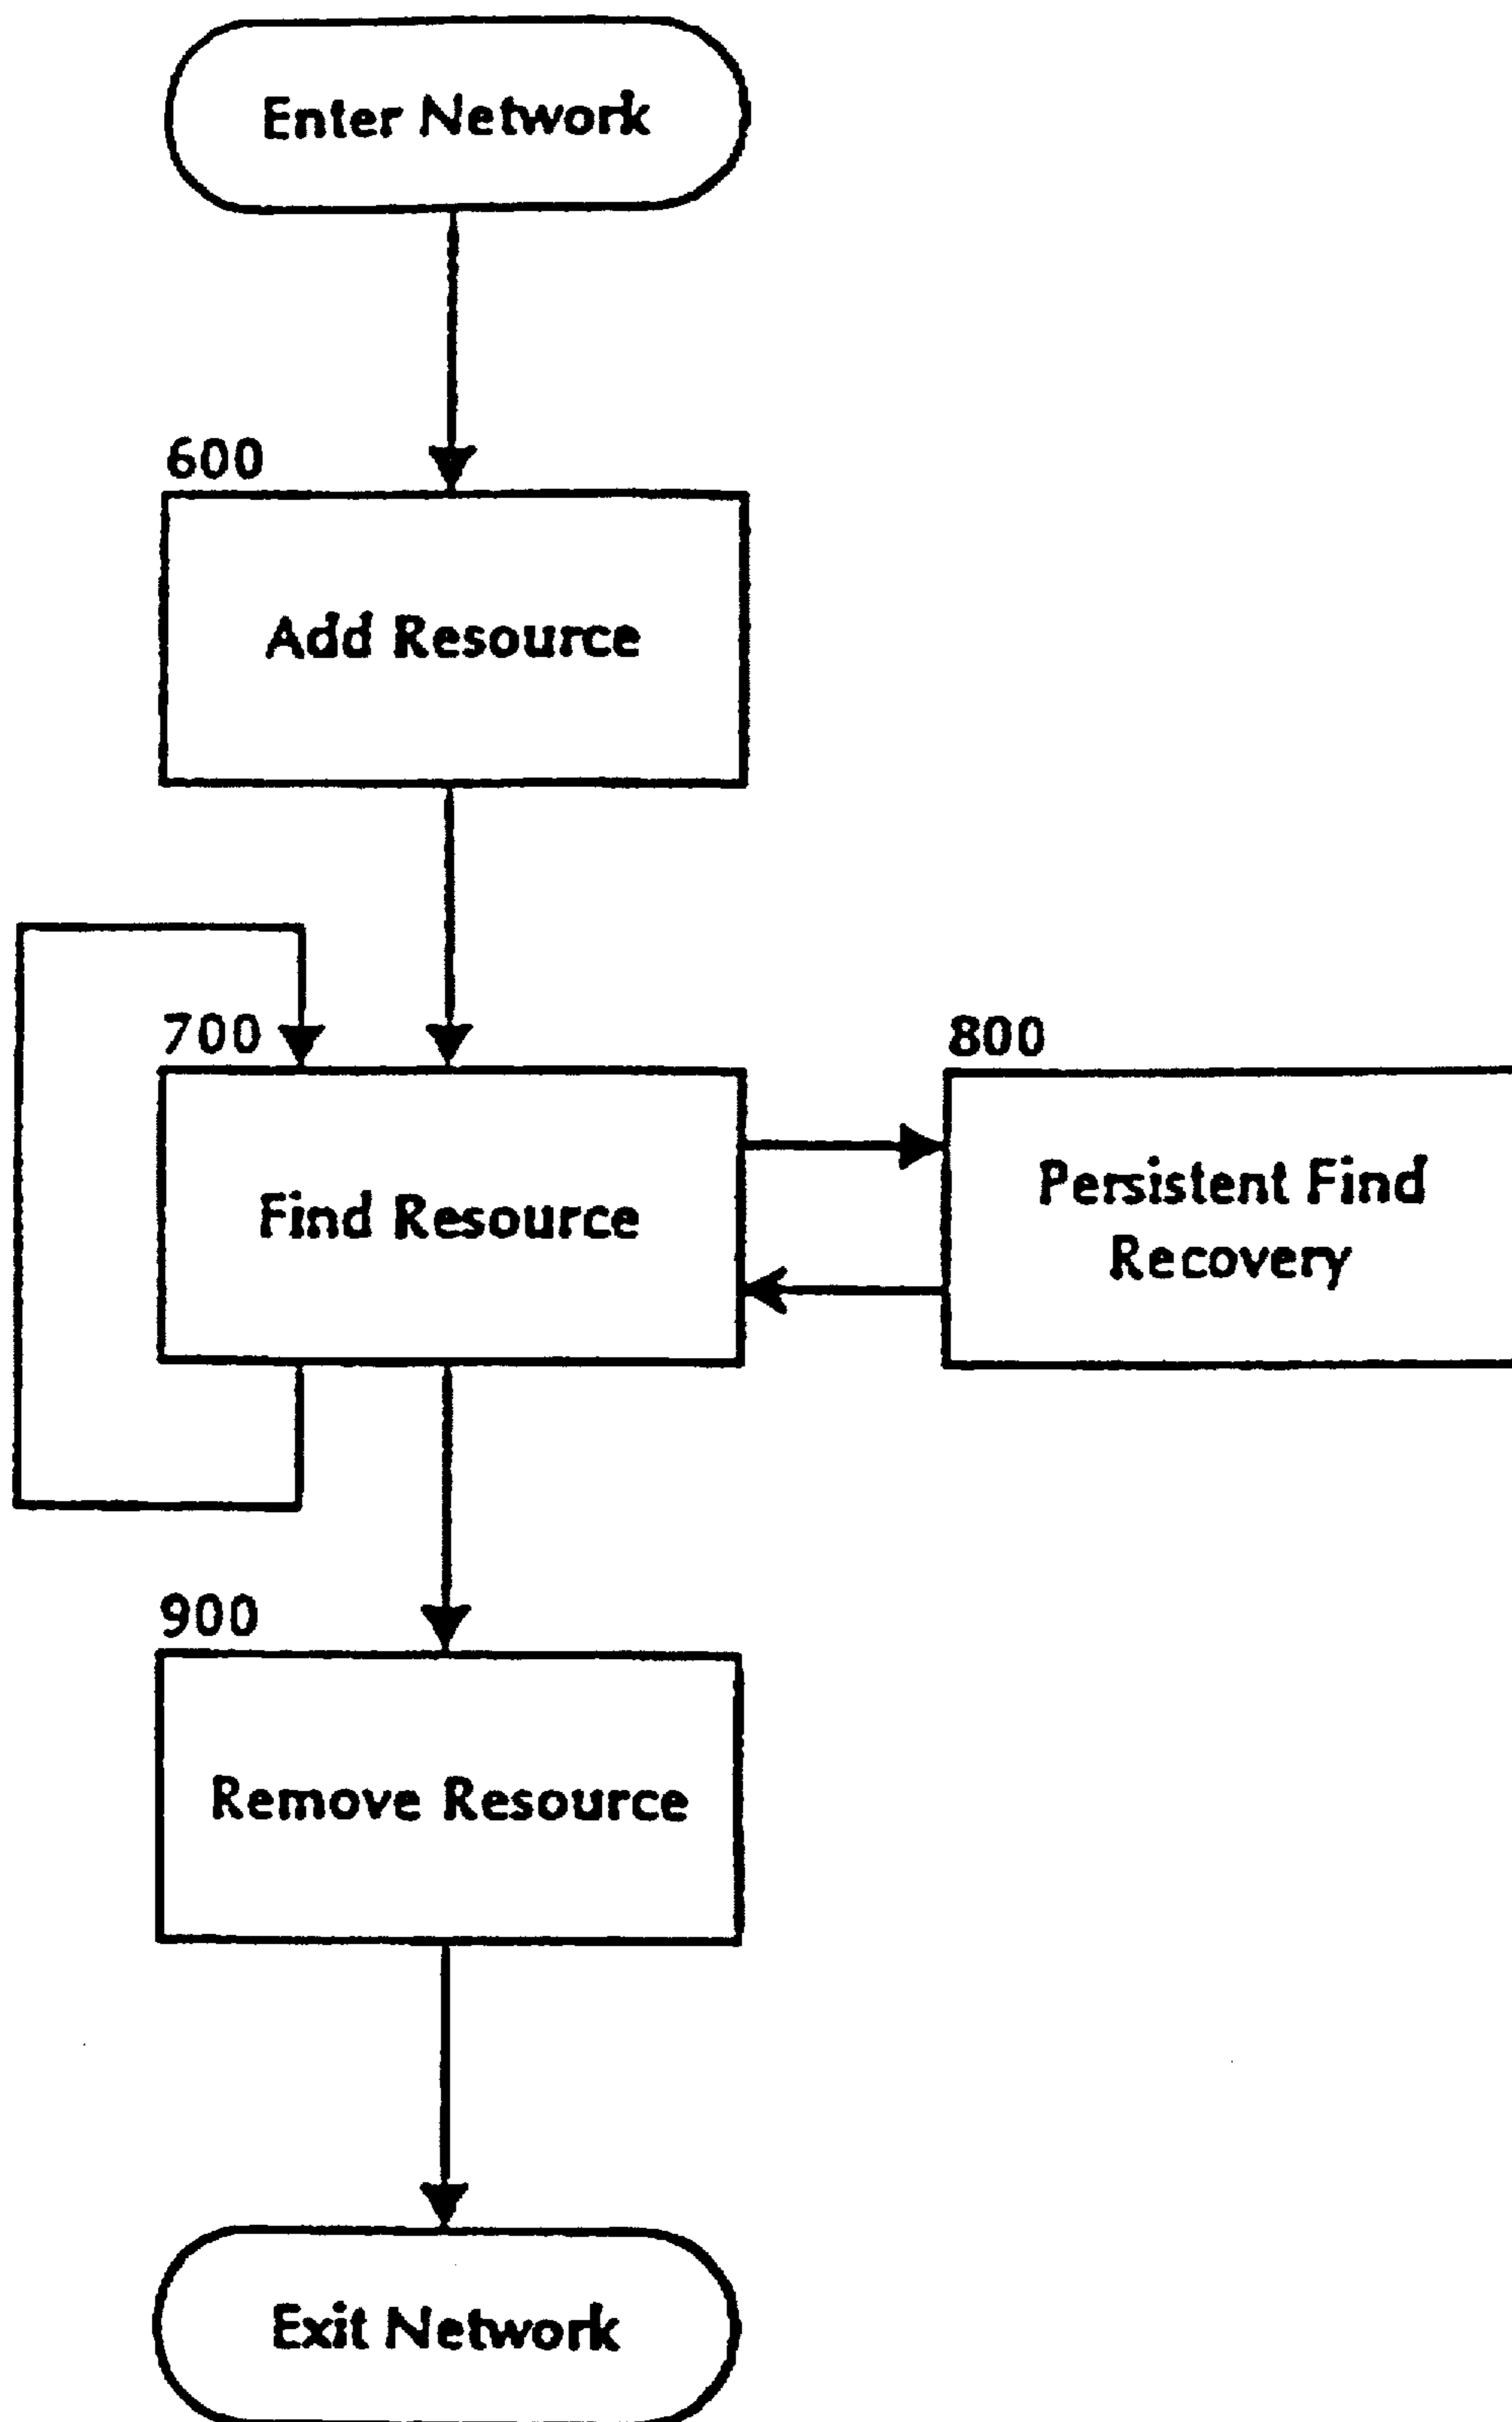 Enter Network
600
Add Resource
700
Find Resource
800
Persistent Find
Recovery
900
Remove Resource
Exit Network